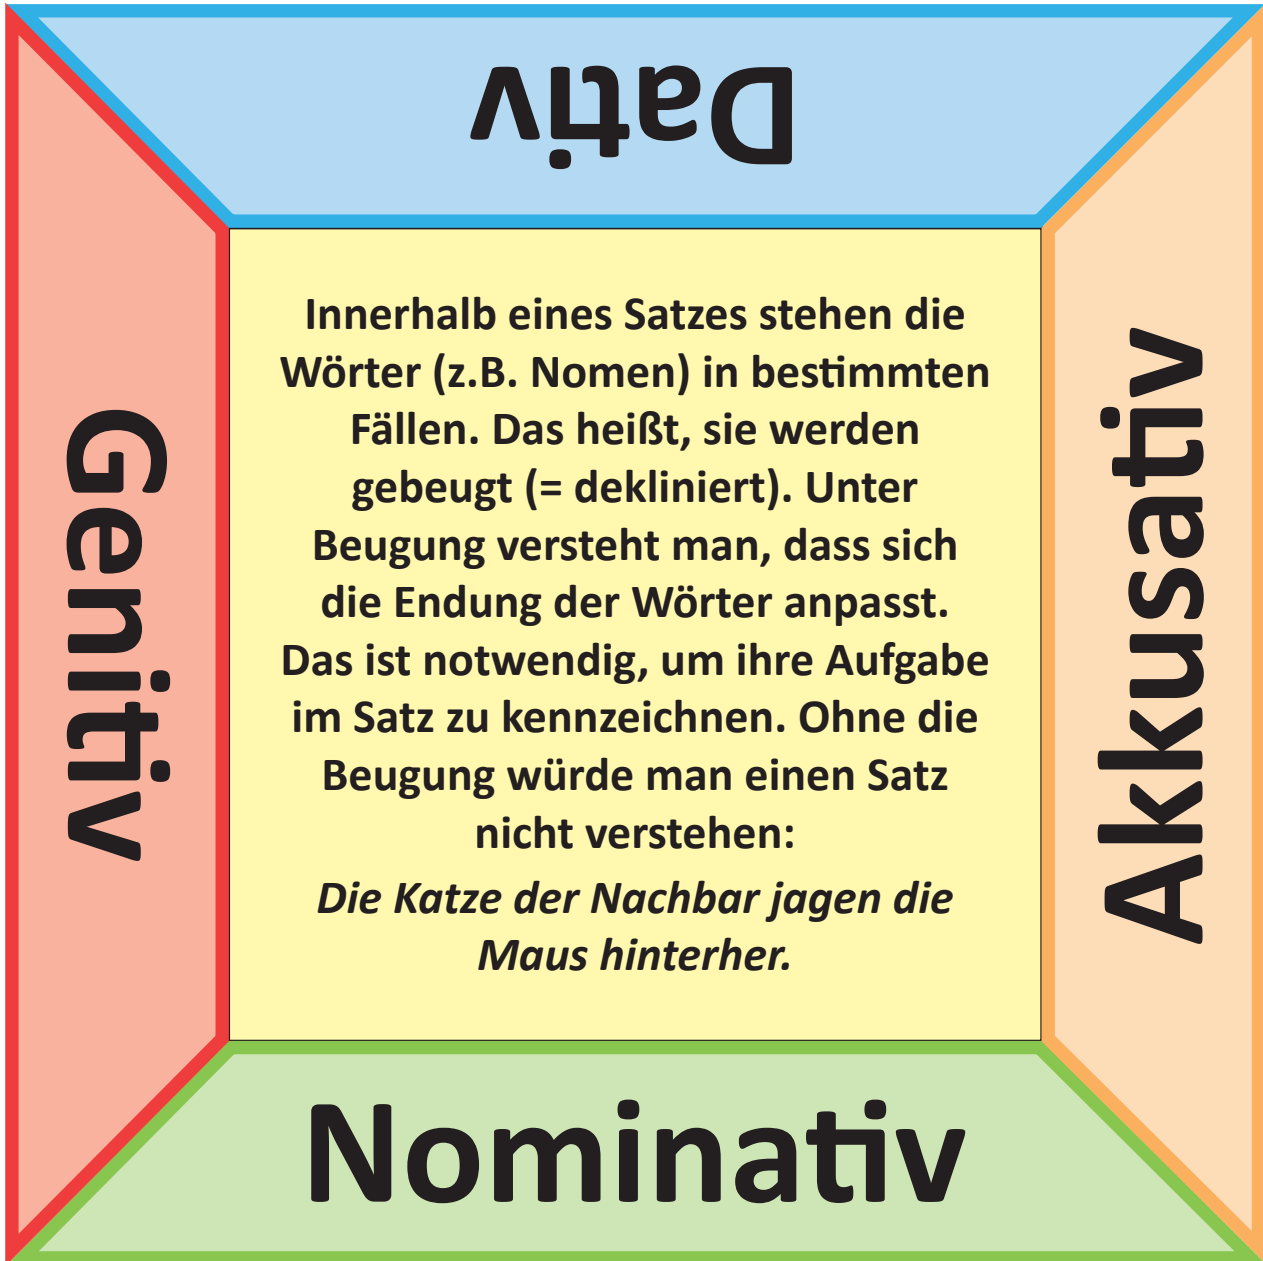 Dativ
Innerhalb eines Satzes stehen die
Wörter (z.B. Nomen) in bestimmten
Fällen. Das heißt, sie werden
gebeugt (= dekliniert). Unter
Beugung versteht man, dass sich
die Endung der Wörter anpasst.
Das ist notwendig, um ihre Aufgabe
im Satz zu kennzeichnen. Ohne die
Beugung würde man einen Satz
nicht verstehen:
Die Katze der Nachbar jagen die
Maus hinterher.
Genitiv
Akkusativ
Nominativ